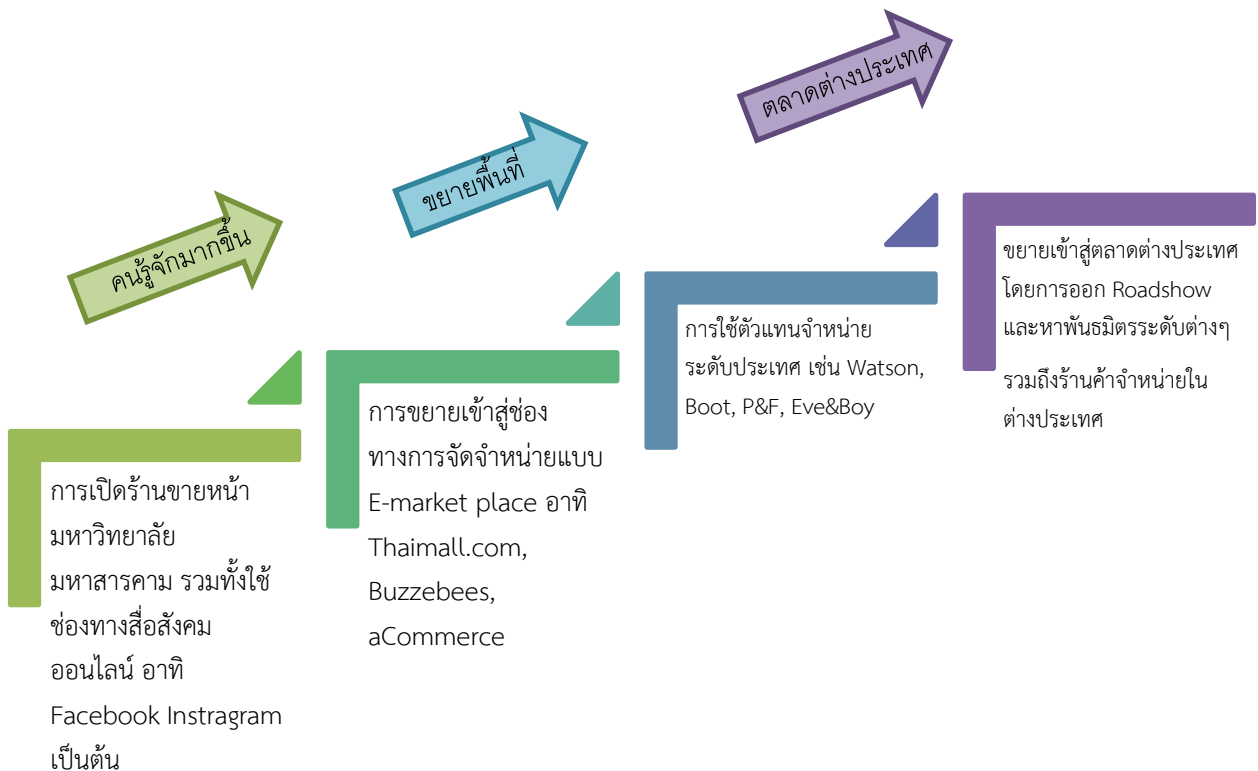 คนรู้จักมากขึ้น
ขยายพื้นที่
ตลาดต่างประเทศ
การเปิดร้านขายหน้า
มหาวิทยาลัย
มหาสารคาม รวมทั้งใช้
ช่องทางสื่อสังคม
ออนไลน์ อาทิ
Facebook Instragram
เป็นต้น
การขยายเข้าสู่ช่อง
ทางการจัดจำหน่ายแบบ
E-market place อาทิ
Thaimall.com,
Buzzebees,
aCommerce
การใช้ตัวแทนจำหน่าย
ระดับประเทศ เช่น Watson,
Boot, P&F, Eve&Boy
ขยายเข้าสู่ตลาดต่างประเทศ
โดยการออก Roadshow
และหาพันธมิตรระดับต่างๆ
รวมถึงร้านค้าจำหน่ายใน
ต่างประเทศ